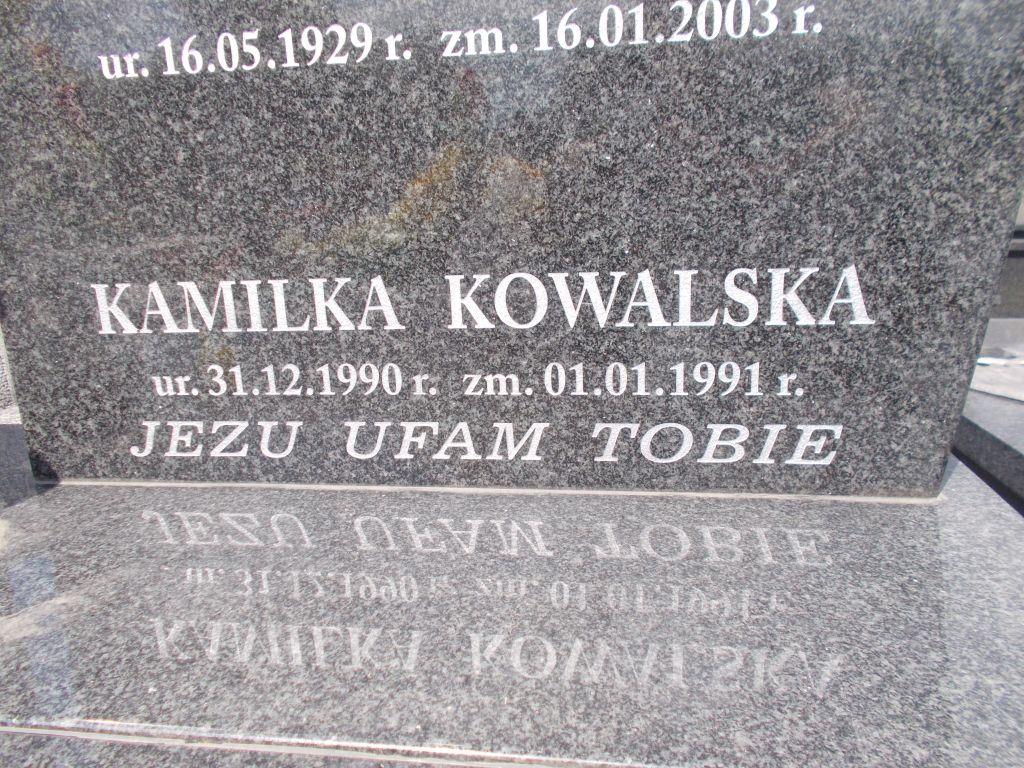 ur. 16.05.1929 r. zm. 16.01.2003 r.
KAMILKA KOWALSKA
ur. 31.12.1990 r. zm. 01.01.1991 r.
JEZU UFAM TOBIE